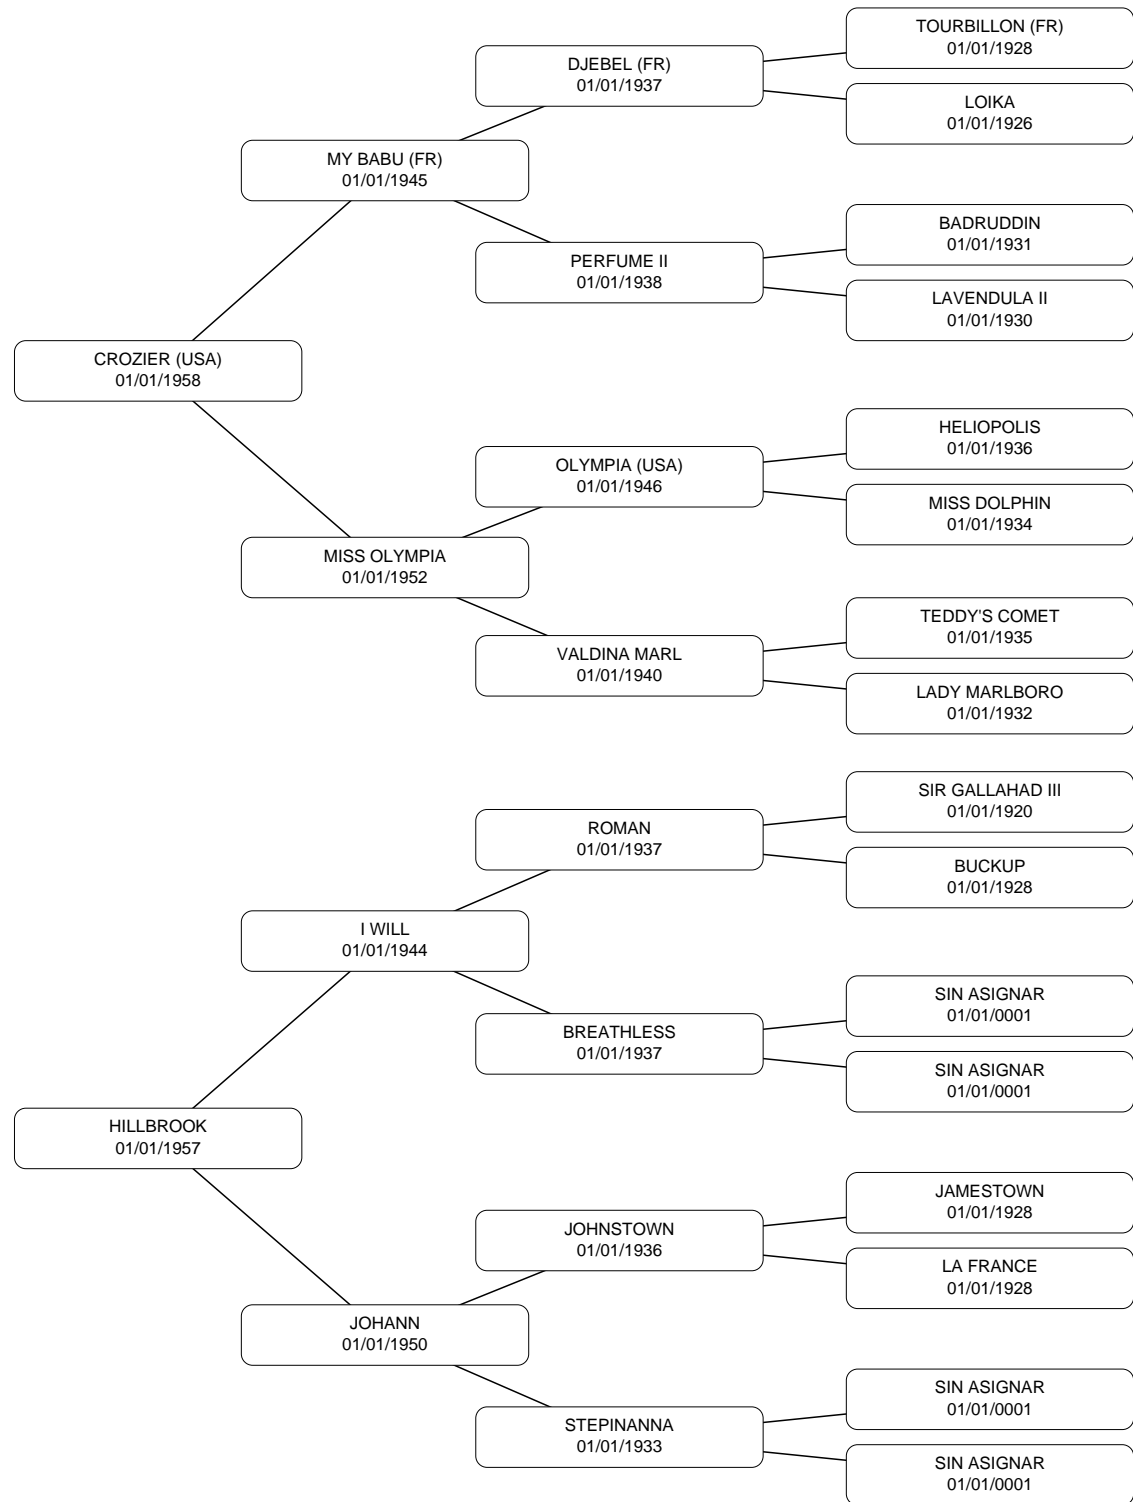 TOURBILLON (FR)
01/01/1928
DJEBEL (FR)
01/01/1937
LOIKA
01/01/1926
MY BABU (FR)
01/01/1945
BADRUDDIN
01/01/1931
PERFUME II
01/01/1938
LAVENDULA II
01/01/1930
CROZIER (USA)
01/01/1958
HELIOPOLIS
01/01/1936
OLYMPIA (USA)
01/01/1946
MISS DOLPHIN
01/01/1934
MISS OLYMPIA
01/01/1952
TEDDY'S COMET
01/01/1935
VALDINA MARL
01/01/1940
LADY MARLBORO
01/01/1932
SIR GALLAHAD III
01/01/1920
ROMAN
01/01/1937
BUCKUP
01/01/1928
I WILL
01/01/1944
SIN ASIGNAR
01/01/0001
BREATHLESS
01/01/1937
SIN ASIGNAR
01/01/0001
HILLBROOK
01/01/1957
JAMESTOWN
01/01/1928
JOHNSTOWN
01/01/1936
LA FRANCE
01/01/1928
JOHANN
01/01/1950
SIN ASIGNAR
01/01/0001
STEPINANNA
01/01/1933
SIN ASIGNAR
01/01/0001